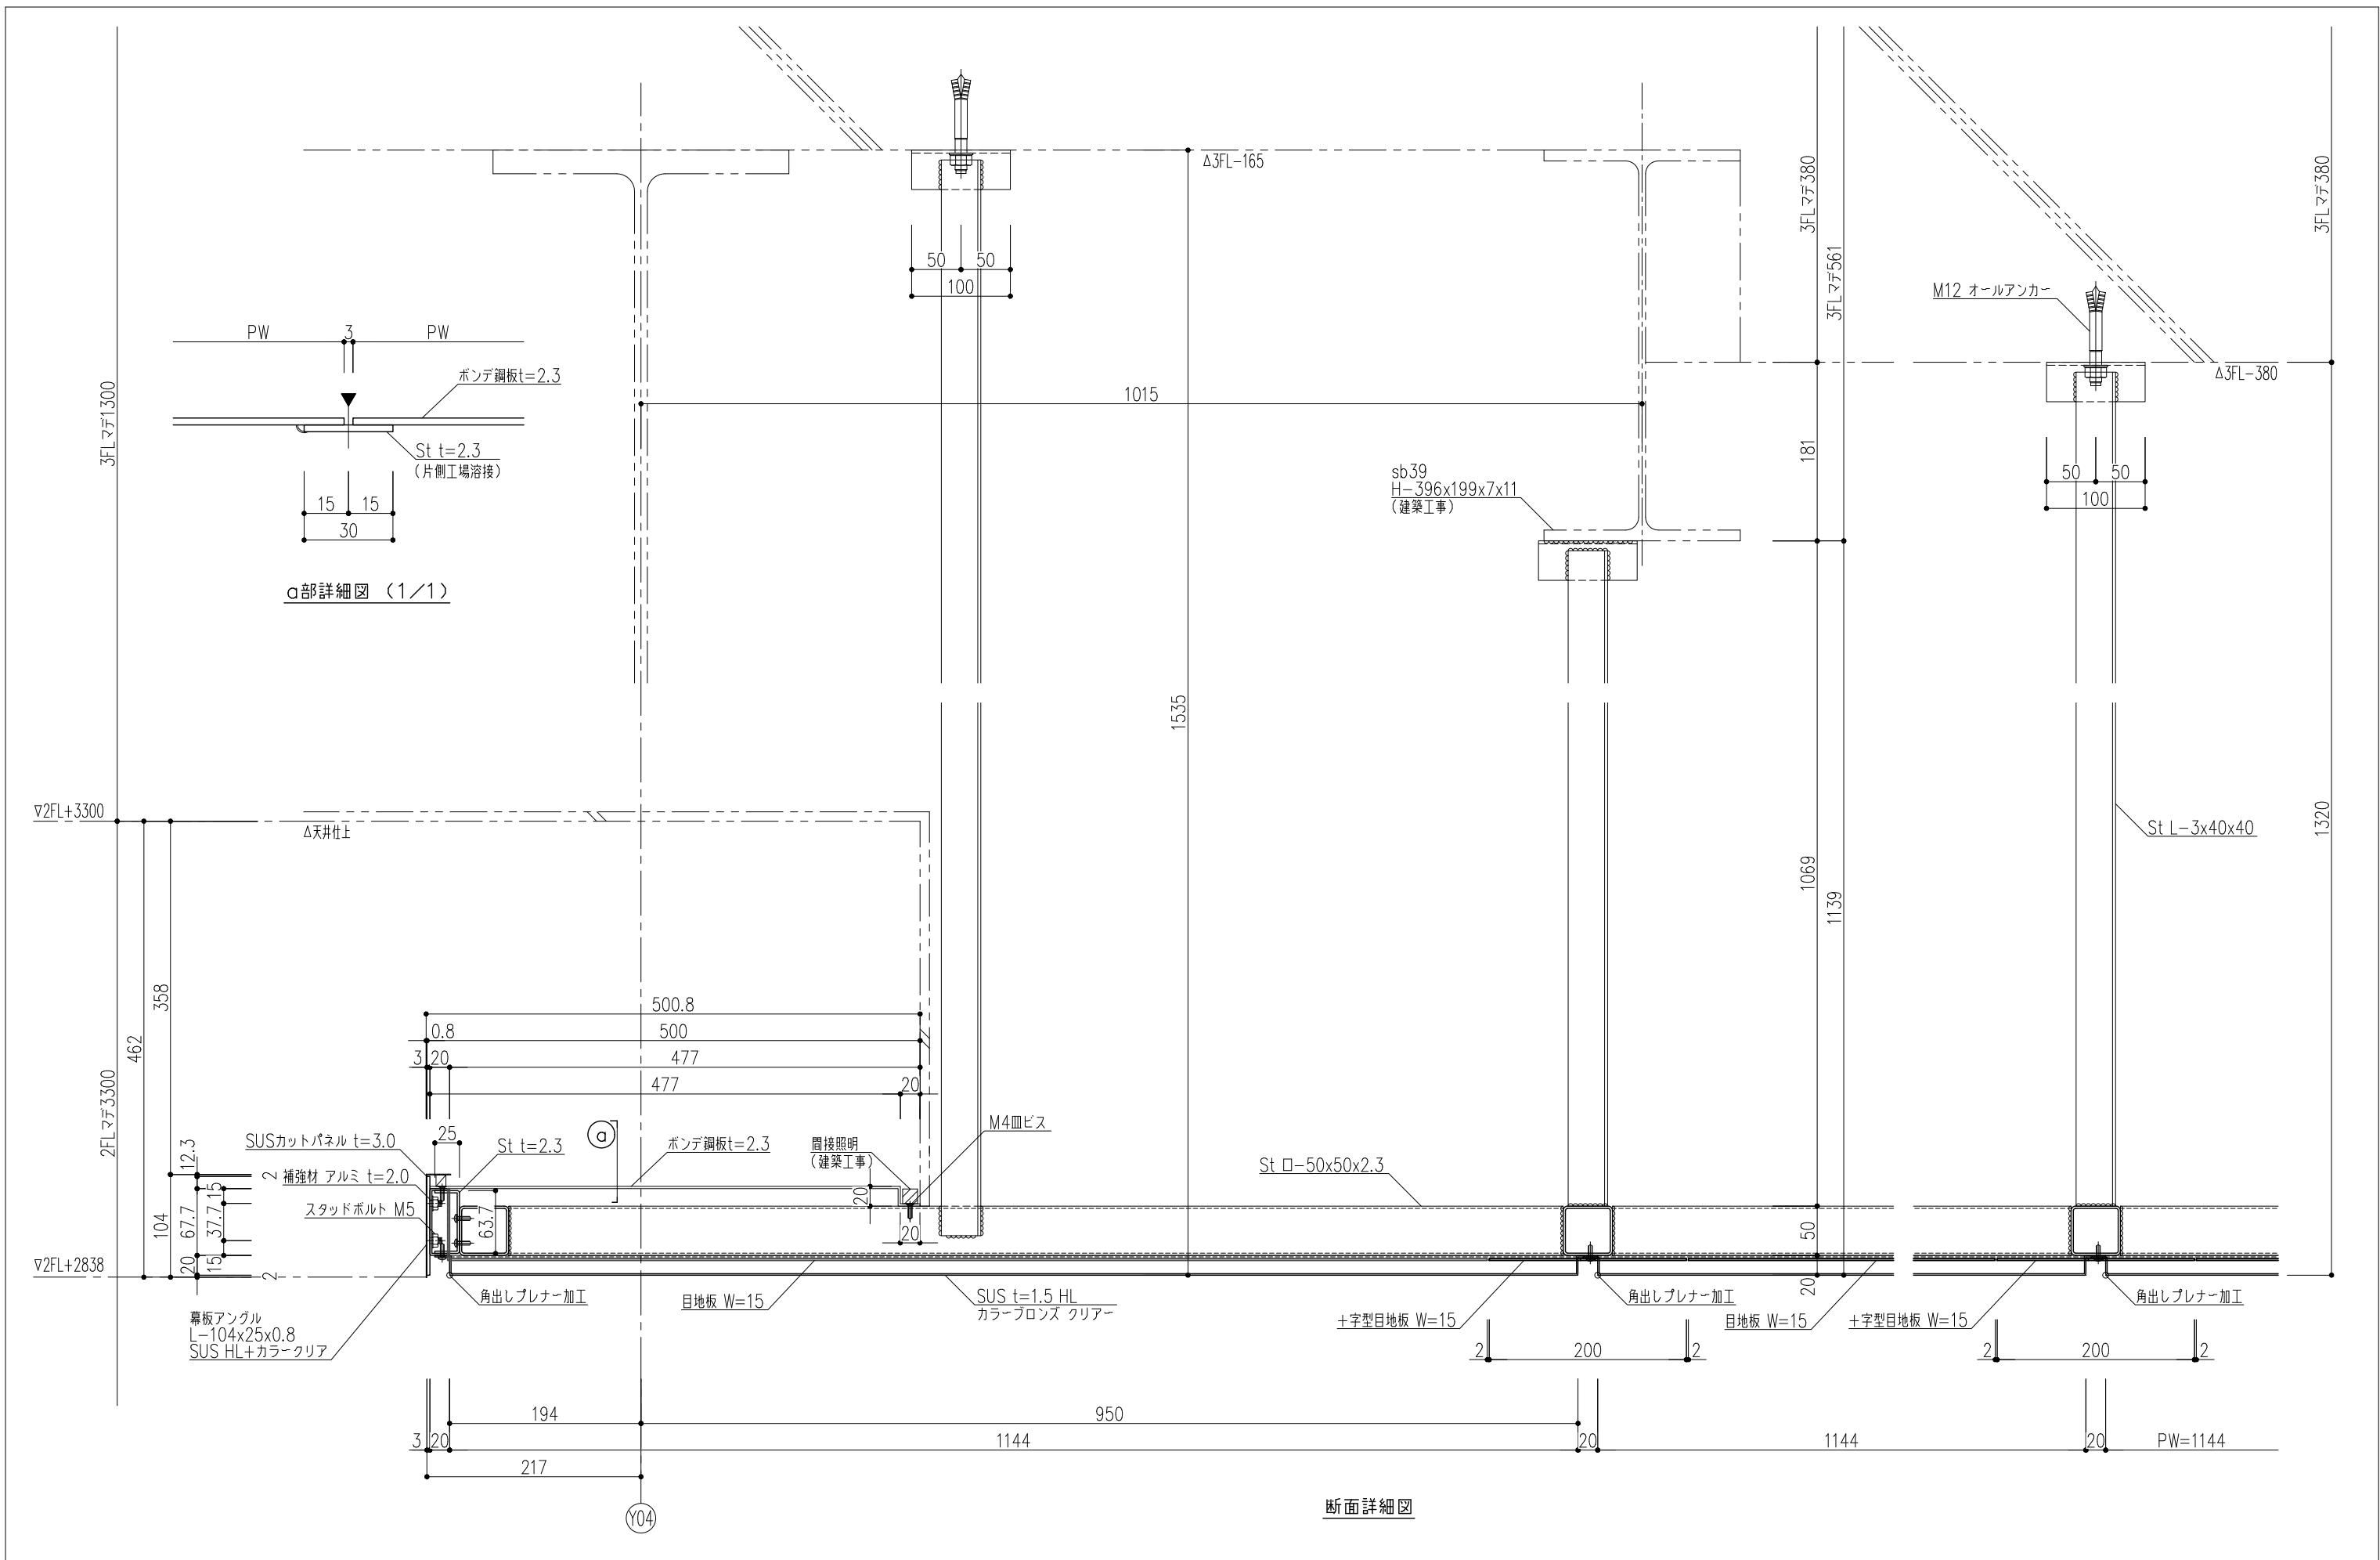 Δ3FL-165
3FLマデ380
3FLマデ561
3FLマデ380
50
50
100
M12 オールアンカー
PW
3
PW
ボンデ鋼板t=2.3
St t=2.3
(片側工場溶接)
15
15
30
a部詳細図 (1/1)
3FLマデ1300
1015
Δ3FL-380
181
50
50
100
sb39
H-396x199x7x11
(建築工事)
1535
∇2FL+3300
Δ天井仕上
St L-3x40x40
1320
1069
1139
358
462
2FLマデ3300
500.8
0.8
500
3
20
477
477
20
M4皿ビス
SUSカットパネル t=3.0
25
St t=2.3
a
ボンデ鋼板t=2.3
間接照明
(建築工事)
12.3
2
補強材 アルミ t=2.0
スタッドボルト M5
104
67.7
15
37.7
15
20
2
63.7
20
20
St ロ-50x50x2.3
50
20
∇2FL+2838
角出しプレナー加工
目地板 W=15
SUS t=1.5 HL
カラーブロンズ クリアー
幕板アングル
L-104x25x0.8
SUS HL+カラークリア
角出しプレナー加工
角出しプレナー加工
+字型目地板 W=15
目地板 W=15
+字型目地板 W=15
2
200
2
2
200
2
194
950
3
20
1144
20
1144
20
PW=1144
217
Y04
断面詳細図